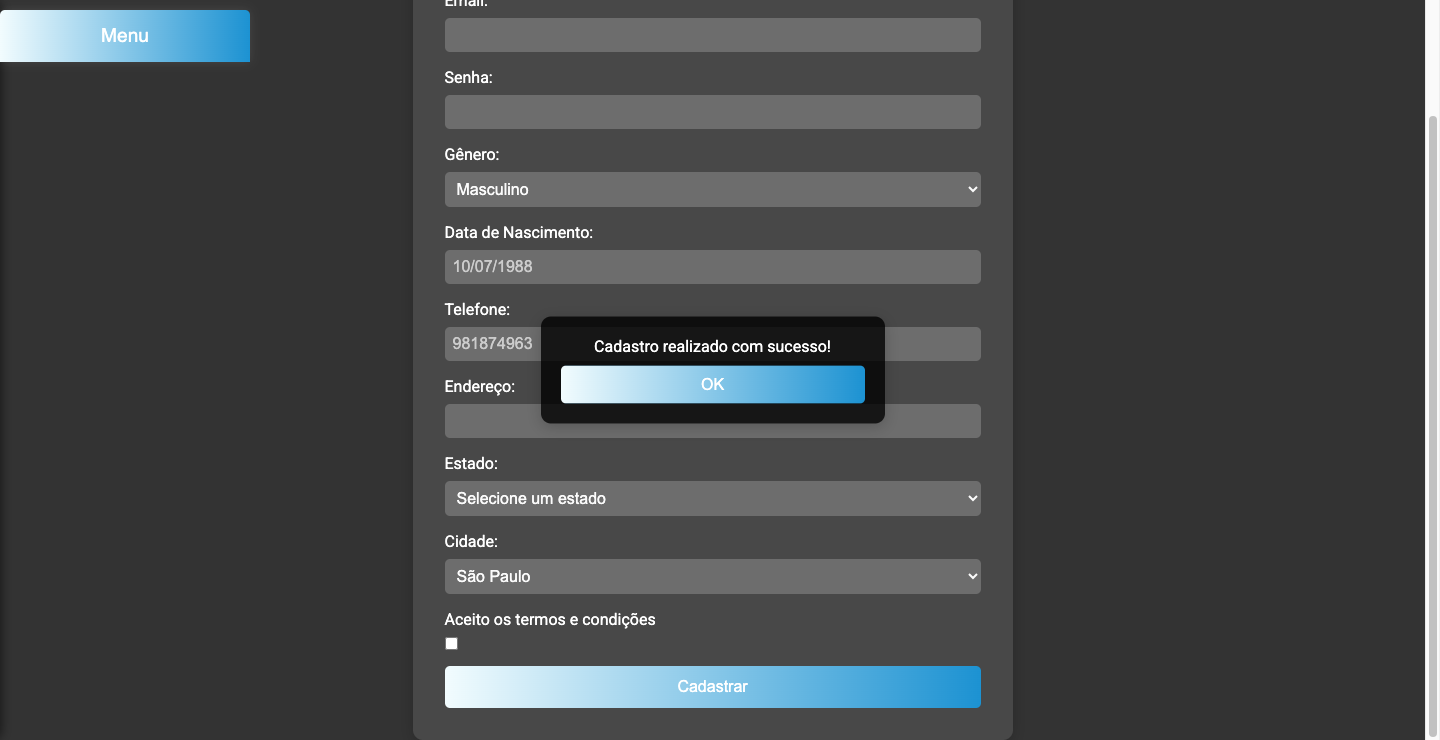 Menu
Email:
Senha:
Gênero:
Masculino
Data de Nascimento:
10/07/1988
Telefone:
981874963
Cadastro realizado com sucesso!
OK
Endereço:
Estado:
Selecione um estado
Cidade:
São Paulo
Aceito os termos e condições
Cadastrar